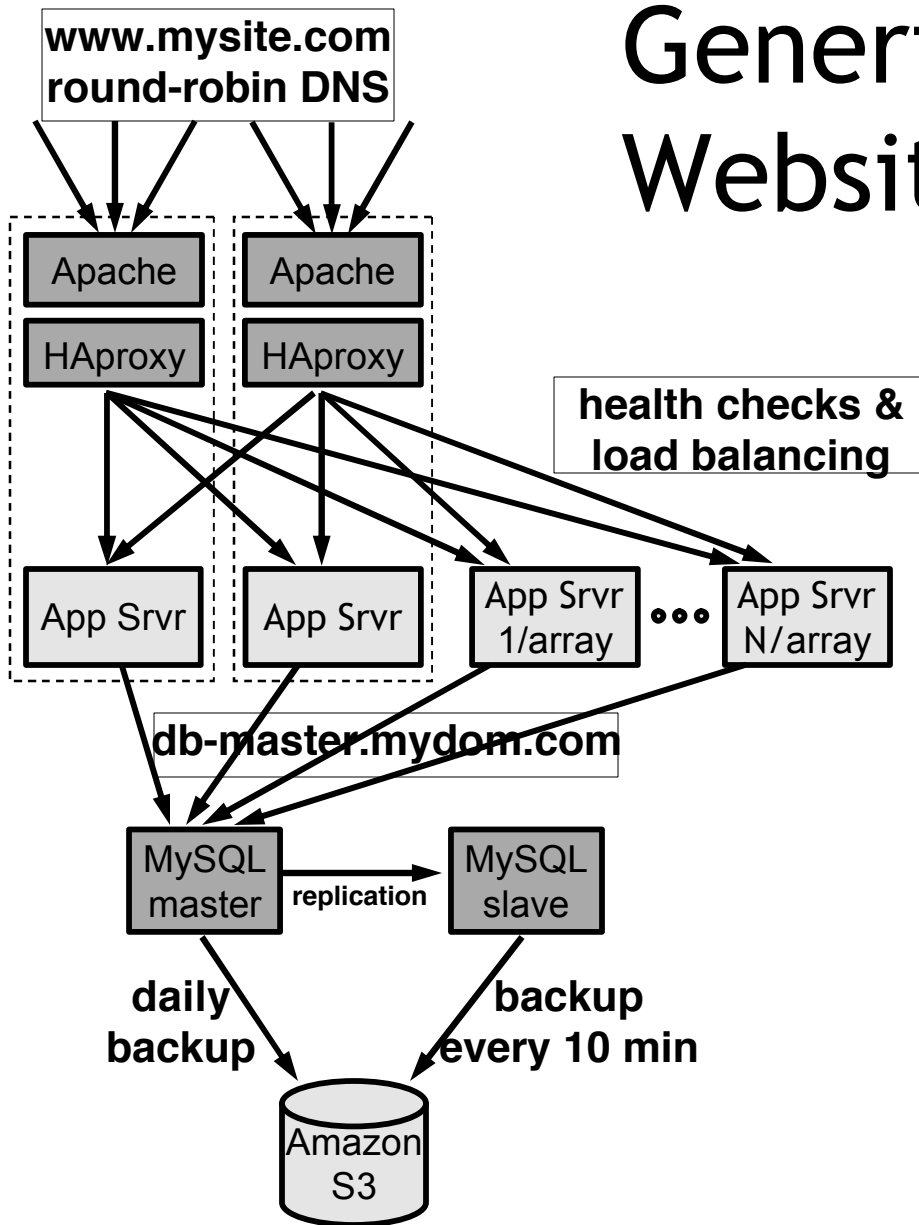 www.mysite.com
round-robin DNS
Websit
Apache
Apache
HAproxy
HAproxy
health checks &
load balancing
App Srvr
App Srvr
App Srvr
1/array
App Srvr
N/array
db-master.mydom.com
MySQL
master
replication
MySQL
slave
daily
backup
backup
every 10 min
Amazon
S3